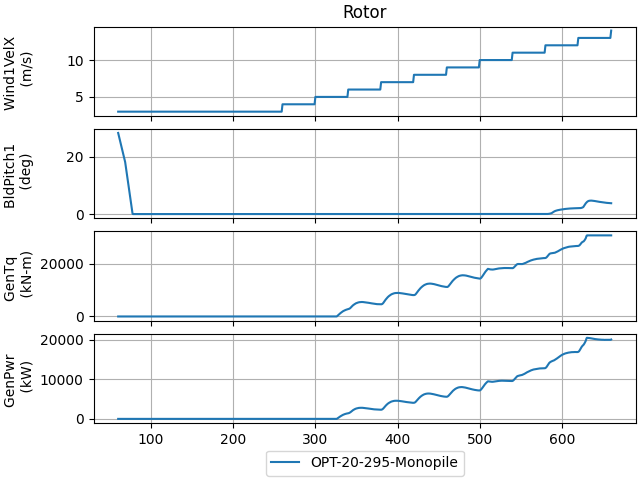 Rotor
Wind1VelX
(m/s)
10
5
BldPitch1
(deg)
20
0
GenTq
(kN-m)
20000
0
GenPwr
(kW)
20000
10000
0
100 200 300 400 500 600
OPT-20-295-Monopile